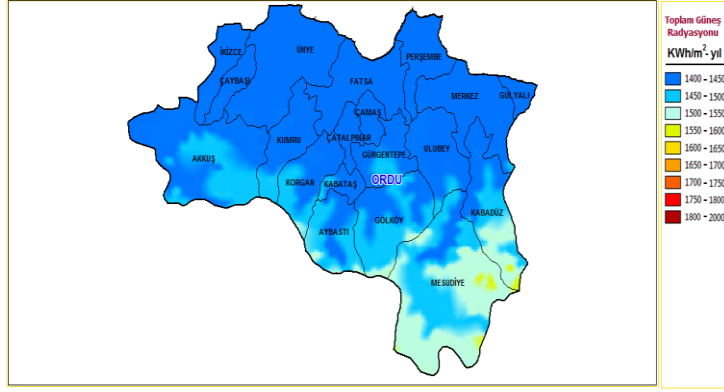 Toplam Güneş
Radyasyonu
KWh/m²- yıl
1400 - 1450
1450 - 1500
1500 - 1550
1550 - 1600
1600 - 1650
1650 - 1700
1700 - 1750
1750 - 1800
1800 - 2000
İKİZCE
ÜNYE
PERŞEMBE
ÇAYBAŞI
FATSA
MERKEZ
GÜLYALI
ÇAMAŞ
KUMRU
ÇATALPINAR
ULUBEY
AKKUŞ
GÜRGENTEPE
KORGAN
KABATAŞ
ORDU
KABADÜZ
GÖLKÖY
AYBASTI
MESUDİYE